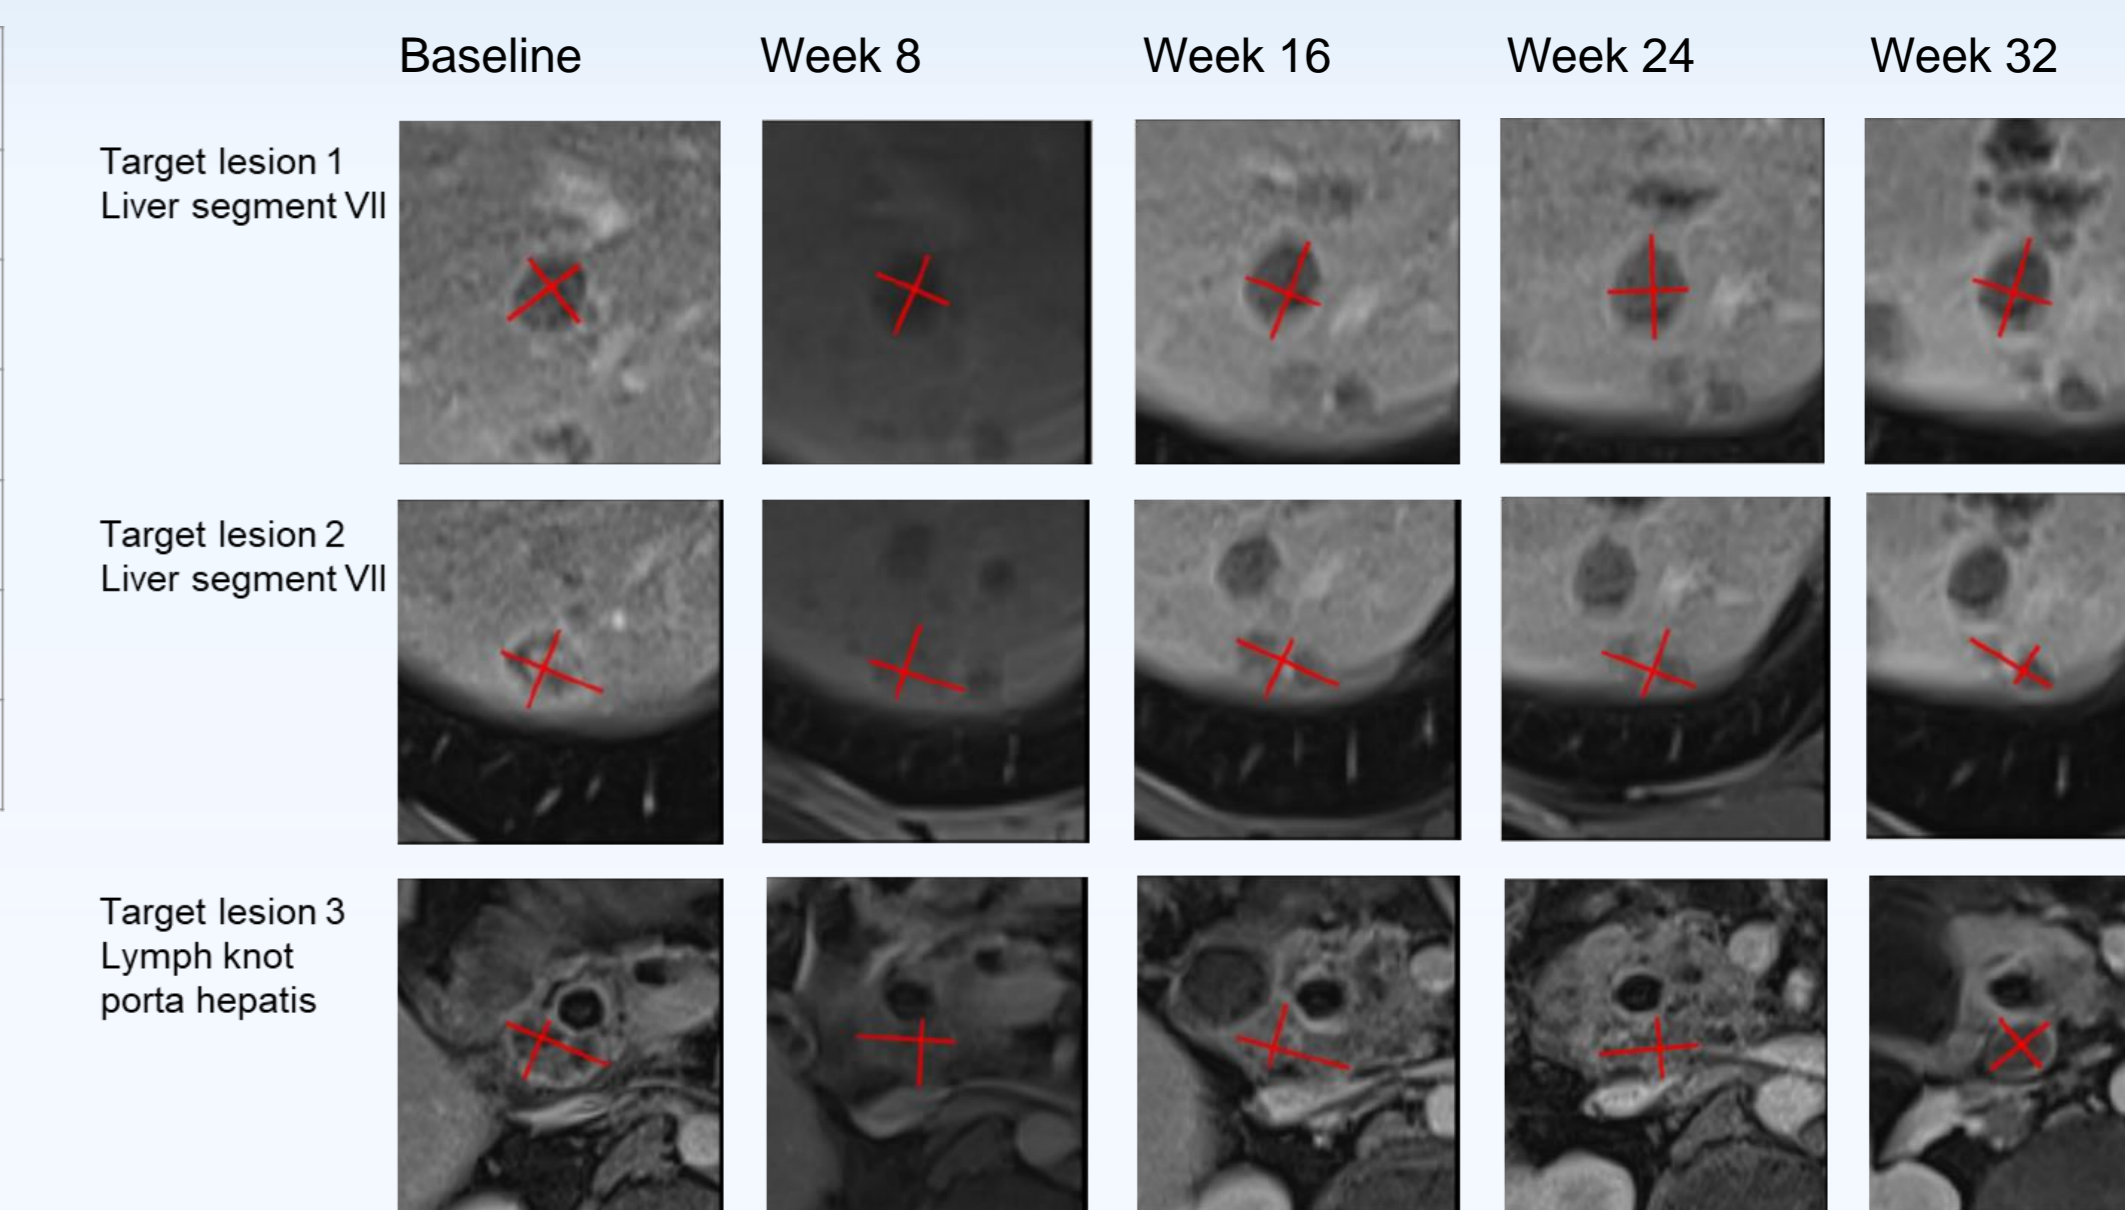 Baseline
Week 8
Week 16
Week 24
Week 32
Target lesion 1
Liver segment VII
Target lesion 2
Liver segment VII
Target lesion 3
Lymph knot
porta hepatis